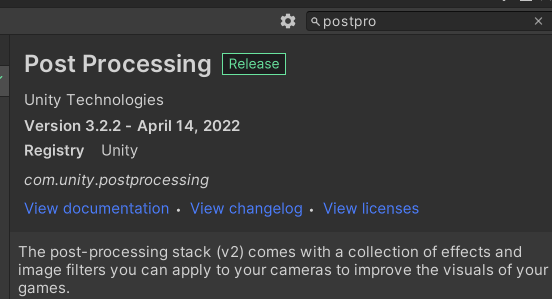 postpro
Post Processing Release
Unity Technologies
Version 3.2.2 - April 14, 2022
Registry Unity
com.unity.postprocessing
View documentation • View changelog • View licenses
The post-processing stack (v2) comes with a collection of effects and
image filters you can apply to your cameras to improve the visuals of your
games.